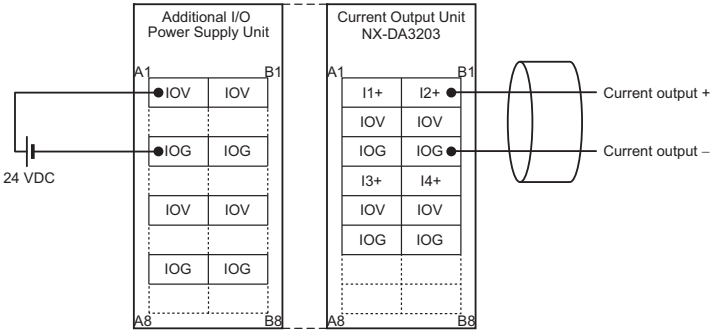 Additional I/O
Power Supply Unit
Current Output Unit
NX-DA3203
A1 B1 A1 B1
IOV IOV I1+ I2+ Current output +
IOV IOV
IOG IOG IOG IOG Current output –
24 VDC
I3+ I4+
IOV IOV IOV IOV
IOG IOG
IOG IOG
A8 B8 A8 B8